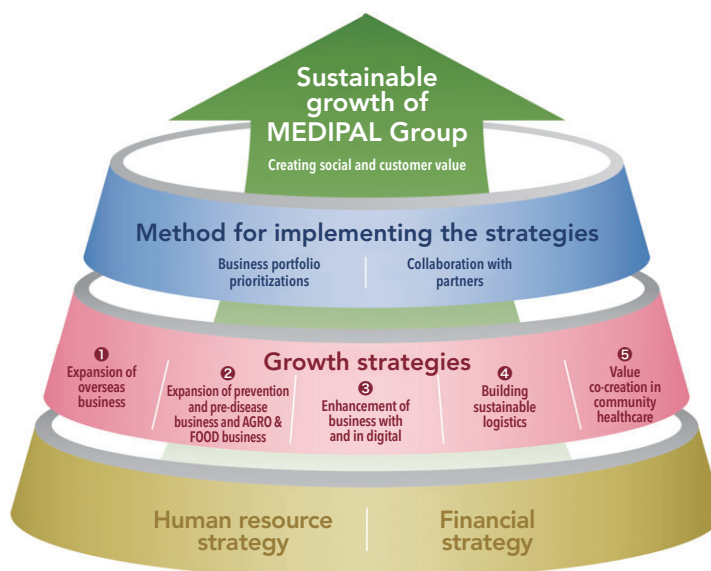 Sustainable
growth of
MEDIPAL Group
Creating social and customer value
Method for implementing the strategies
Business portfolio
prioritizations
Collaboration with
partners
Growth strategies
❶
Expansion of
overseas
business
❷
Expansion of prevention
and pre-disease
business and AGRO &
FOOD business
❸
Enhancement of
business with
and in digital
❹
Building
sustainable
logistics
❺
Value
co-creation in
community
healthcare
Human resource
strategy
Financial
strategy